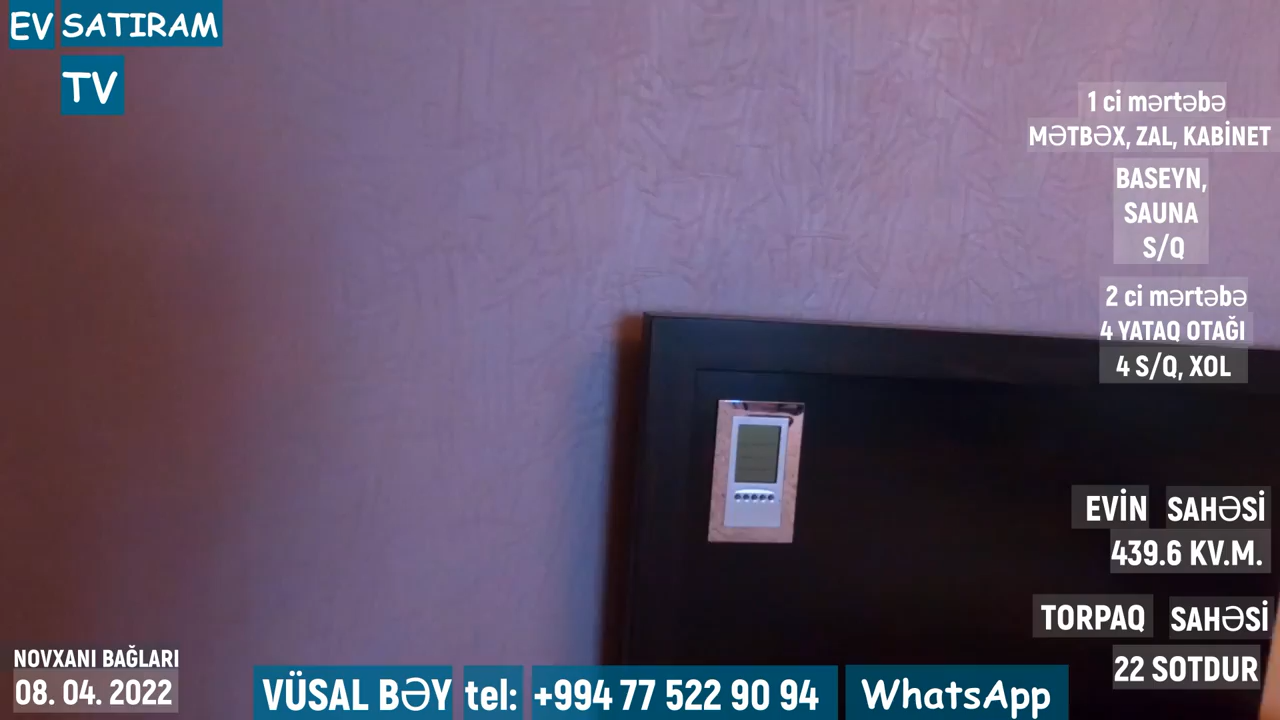 EV SATIRAM
TV
1 ci mərtəbə
MƏTBƏX, ZAL, KABİNET
BASEYN,
SAUNA
S/Q
2 ci mərtəbə
4 YATAQ OTAĞI
4 S/Q, XOL
EVİN SAHƏSİ
439.6 KV.M.
TORPAQ SAHƏSİ
22 SOTDUR
NOVXANI BAĞLARI
08. 04. 2022
VÜSAL BƏY tel: +994 77 522 90 94 WhatsApp